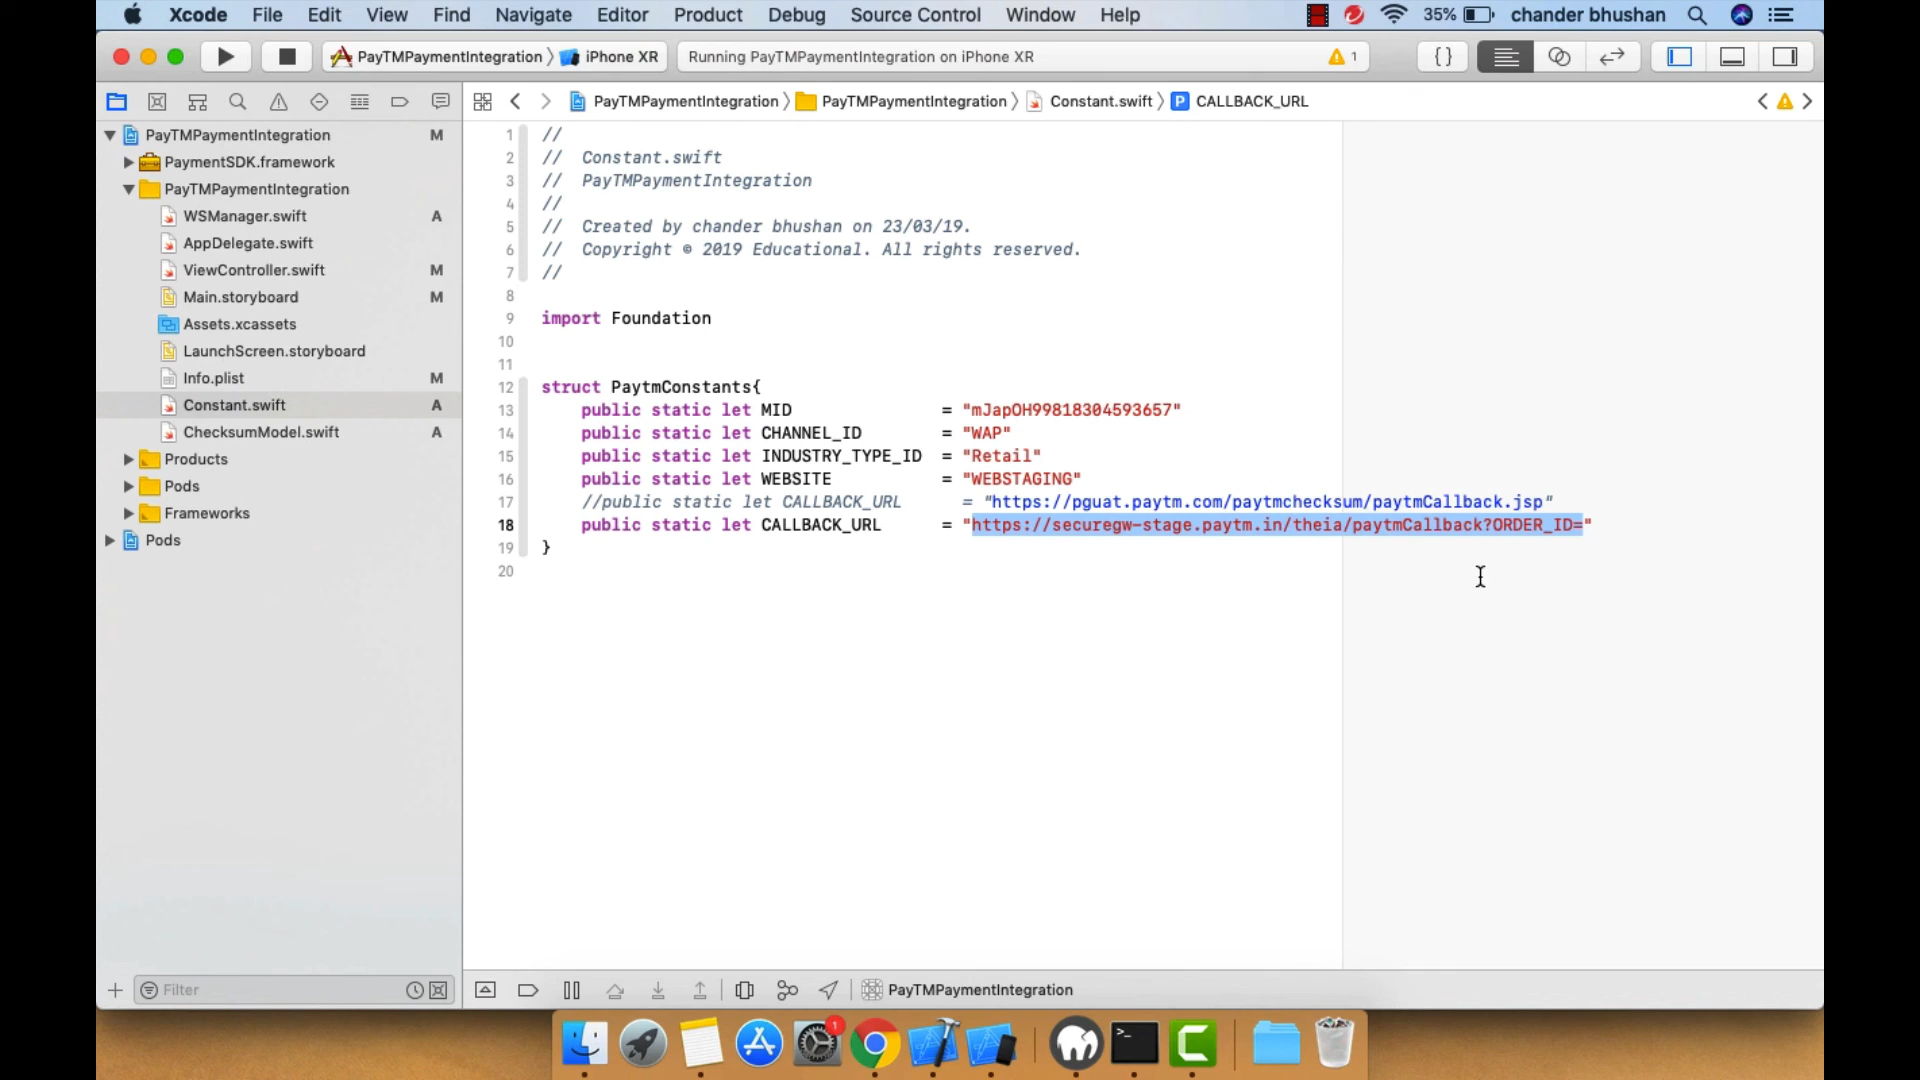 Xcode File Edit View Find Navigate Editor Product Debug Source Control Window Help 35% chander bhushan
PayTMPaymentIntegration iPhone XR Running PayTMPaymentIntegration on iPhone XR 1 {}
PayTMPaymentIntegration PayTMPaymentIntegration Constant.swift P CALLBACK_URL
PayTMPaymentIntegration M
PaymentSDK.framework
PayTMPaymentIntegration
WSManager.swift A
AppDelegate.swift
ViewController.swift M
Main.storyboard M
Assets.xcassets
LaunchScreen.storyboard
Info.plist M
Constant.swift A
ChecksumModel.swift A
Products
Pods
Frameworks
Pods
1 //
2 //  Constant.swift
3 //  PayTMPaymentIntegration
4 //
5 //  Created by chander bhushan on 23/03/19.
6 //  Copyright © 2019 Educational. All rights reserved.
7 //
8
9 import Foundation
10
11
12 struct PaytmConstants{
13 public static let MID = "mJapOH99818304593657"
14 public static let CHANNEL_ID = "WAP"
15 public static let INDUSTRY_TYPE_ID = "Retail"
16 public static let WEBSITE = "WEBSTAGING"
17 //public static let CALLBACK_URL = "https://pguat.paytm.com/paytmchecksum/paytmCallback.jsp"
18 public static let CALLBACK_URL = "https://securegw-stage.paytm.in/theia/paytmCallback?ORDER_ID="
19 }
20
Filter PayTMPaymentIntegration
1